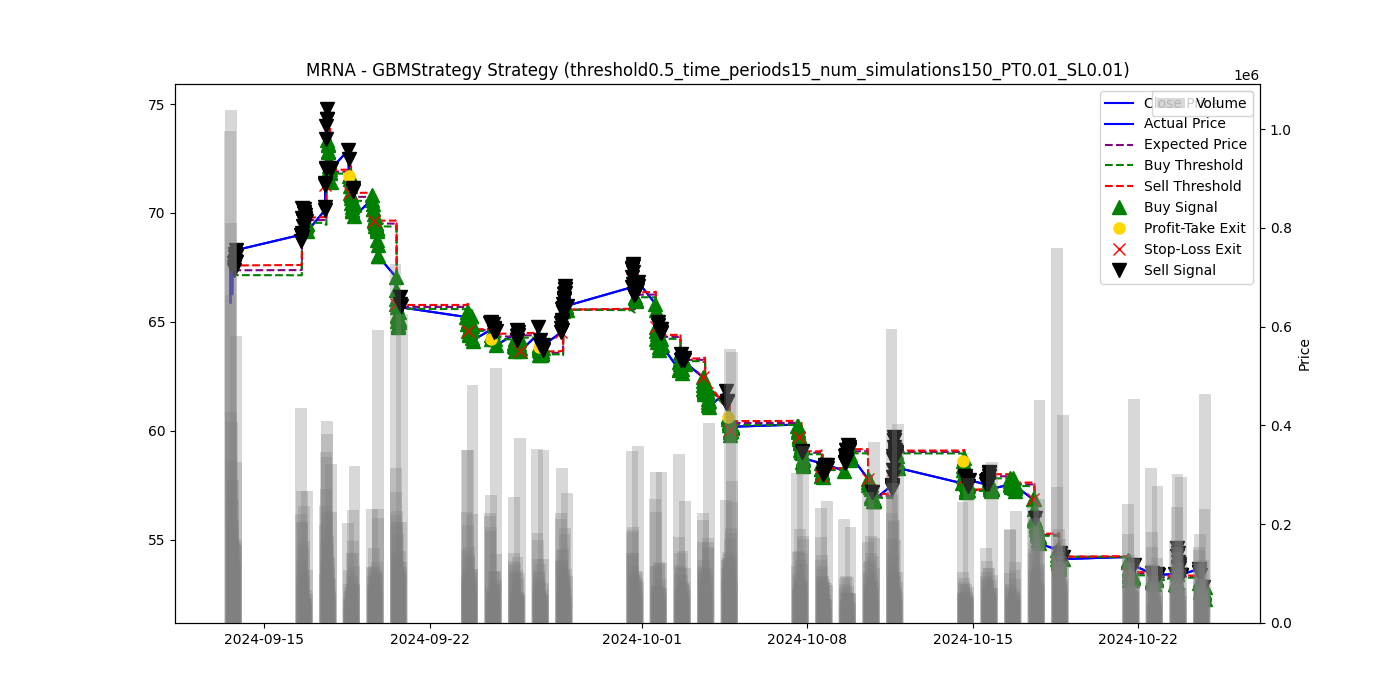 MRNA - GBMStrategy Strategy (threshold0.5_time_periods15_num_simulations150_PT0.01_SL0.01)
1e6
75
70
65
60
55
Volume
Actual Price
Expected Price
Buy Threshold
Sell Threshold
Buy Signal
Profit-Take Exit
Stop-Loss Exit
Sell Signal
1.0
0.8
0.6
0.4
0.2
0.0
Price
2024-09-15
2024-09-22
2024-10-01
2024-10-08
2024-10-15
2024-10-22